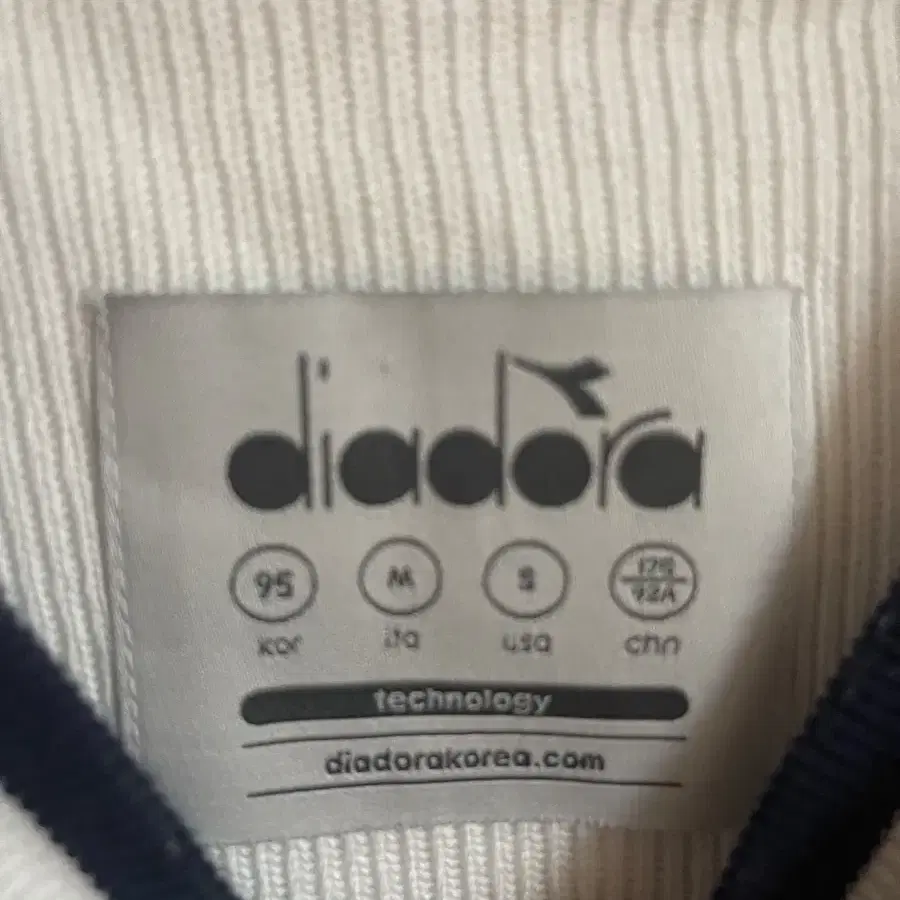 diadora
95 M S 175/92A
kor ita usa chn
technology
diadorakorea.com